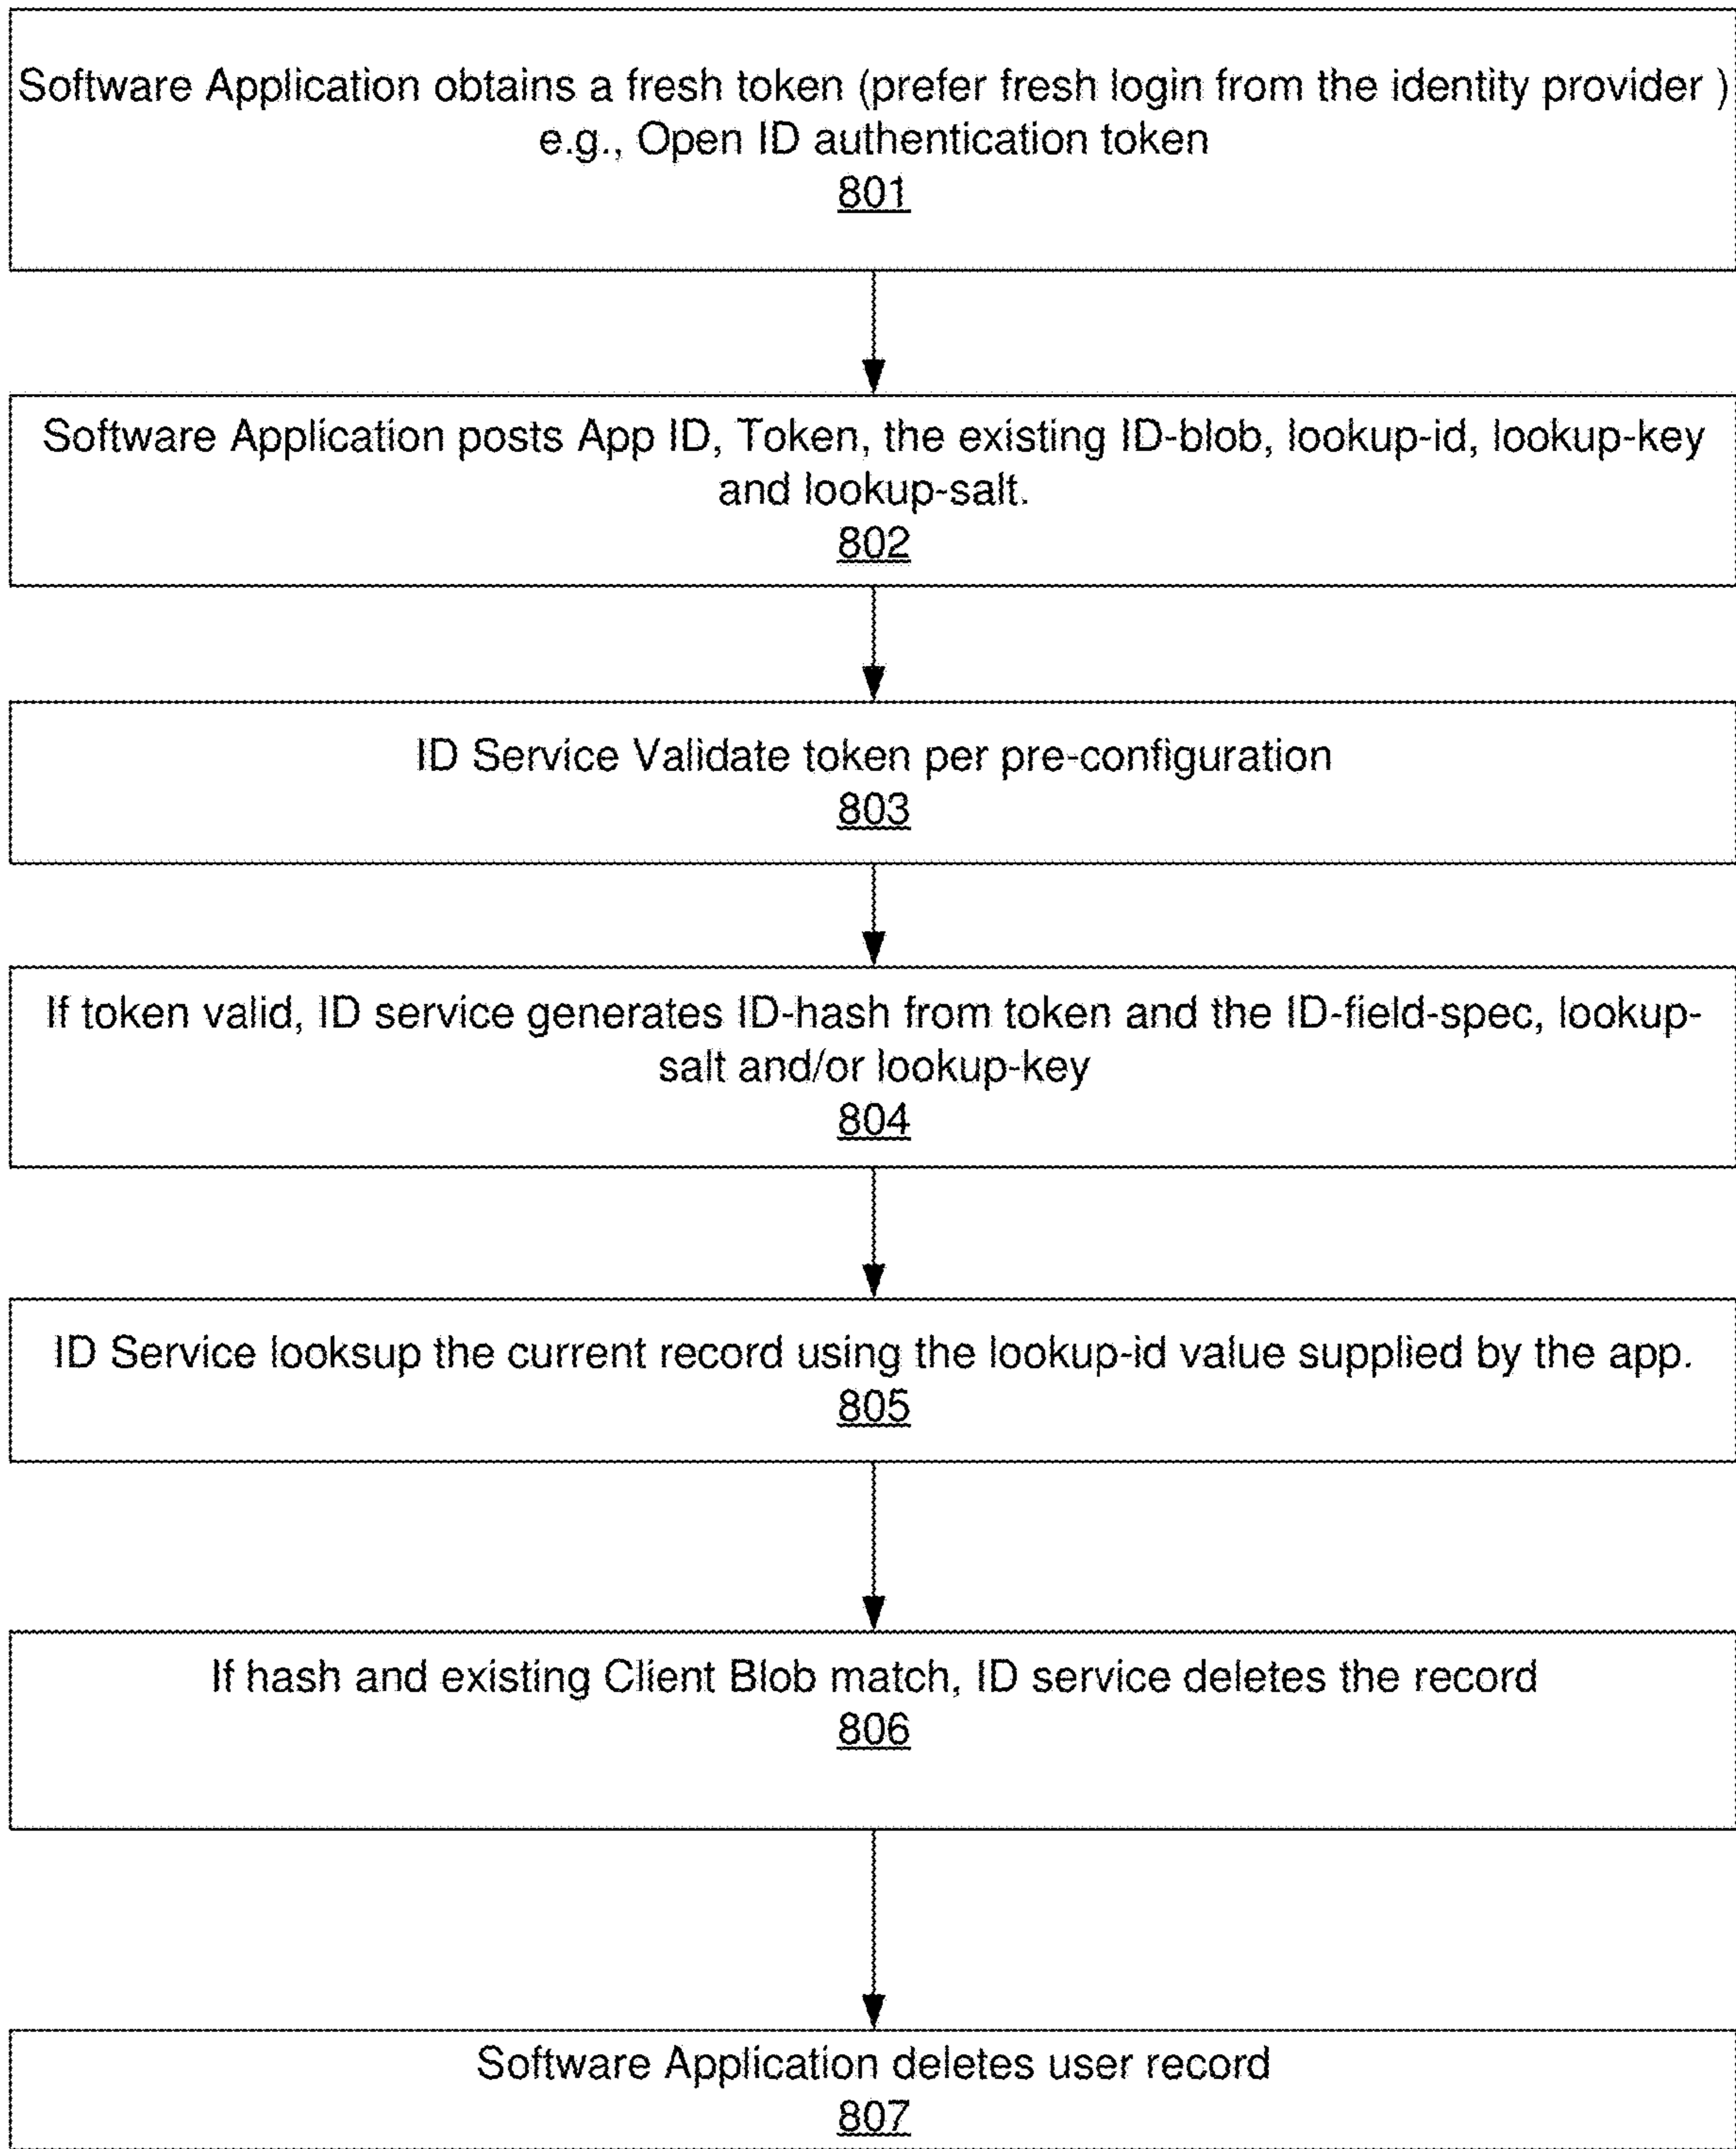 Software Application obtains a fresh token (prefer fresh login from the identity provider )
e.g., Open ID authentication token
801
Software Application posts App ID, Token, the existing ID-blob, lookup-id, lookup-key
and lookup-salt.
802
ID Service Validate token per pre-configuration
803
If token valid, ID service generates ID-hash from token and the ID-field-spec, lookup-
salt and/or lookup-key
804
ID Service looksup the current record using the lookup-id value supplied by the app.
805
If hash and existing Client Blob match, ID service deletes the record
806
Software Application deletes user record
807